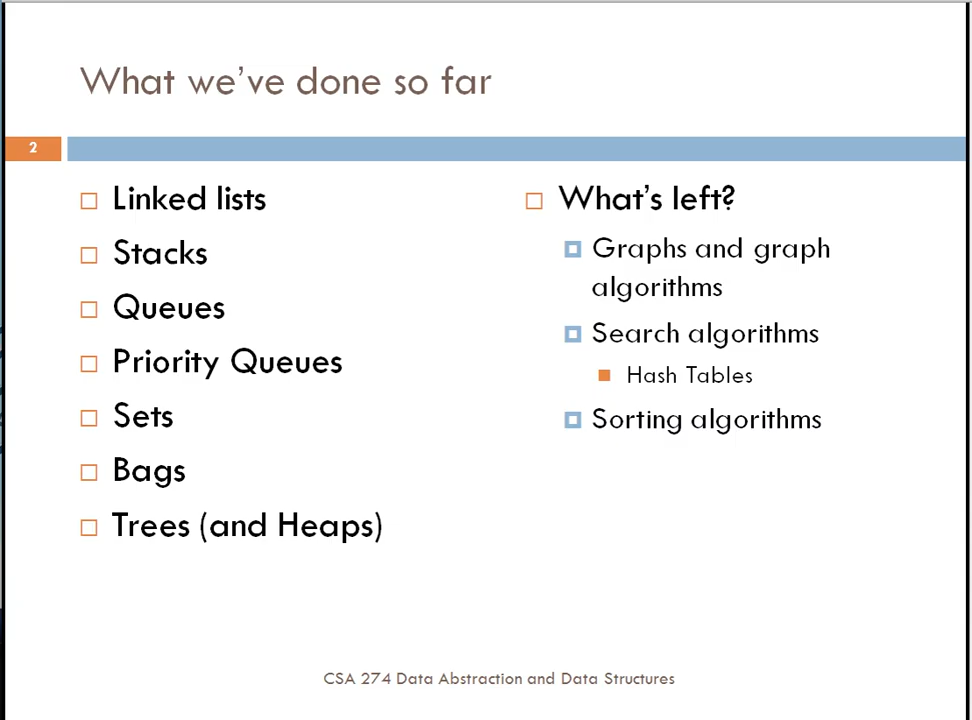 What we've done so far
2
Linked lists
Stacks
Queues
Priority Queues
Sets
Bags
Trees (and Heaps)
What's left?
Graphs and graph
algorithms
Search algorithms
Hash Tables
Sorting algorithms
CSA 274 Data Abstraction and Data Structures